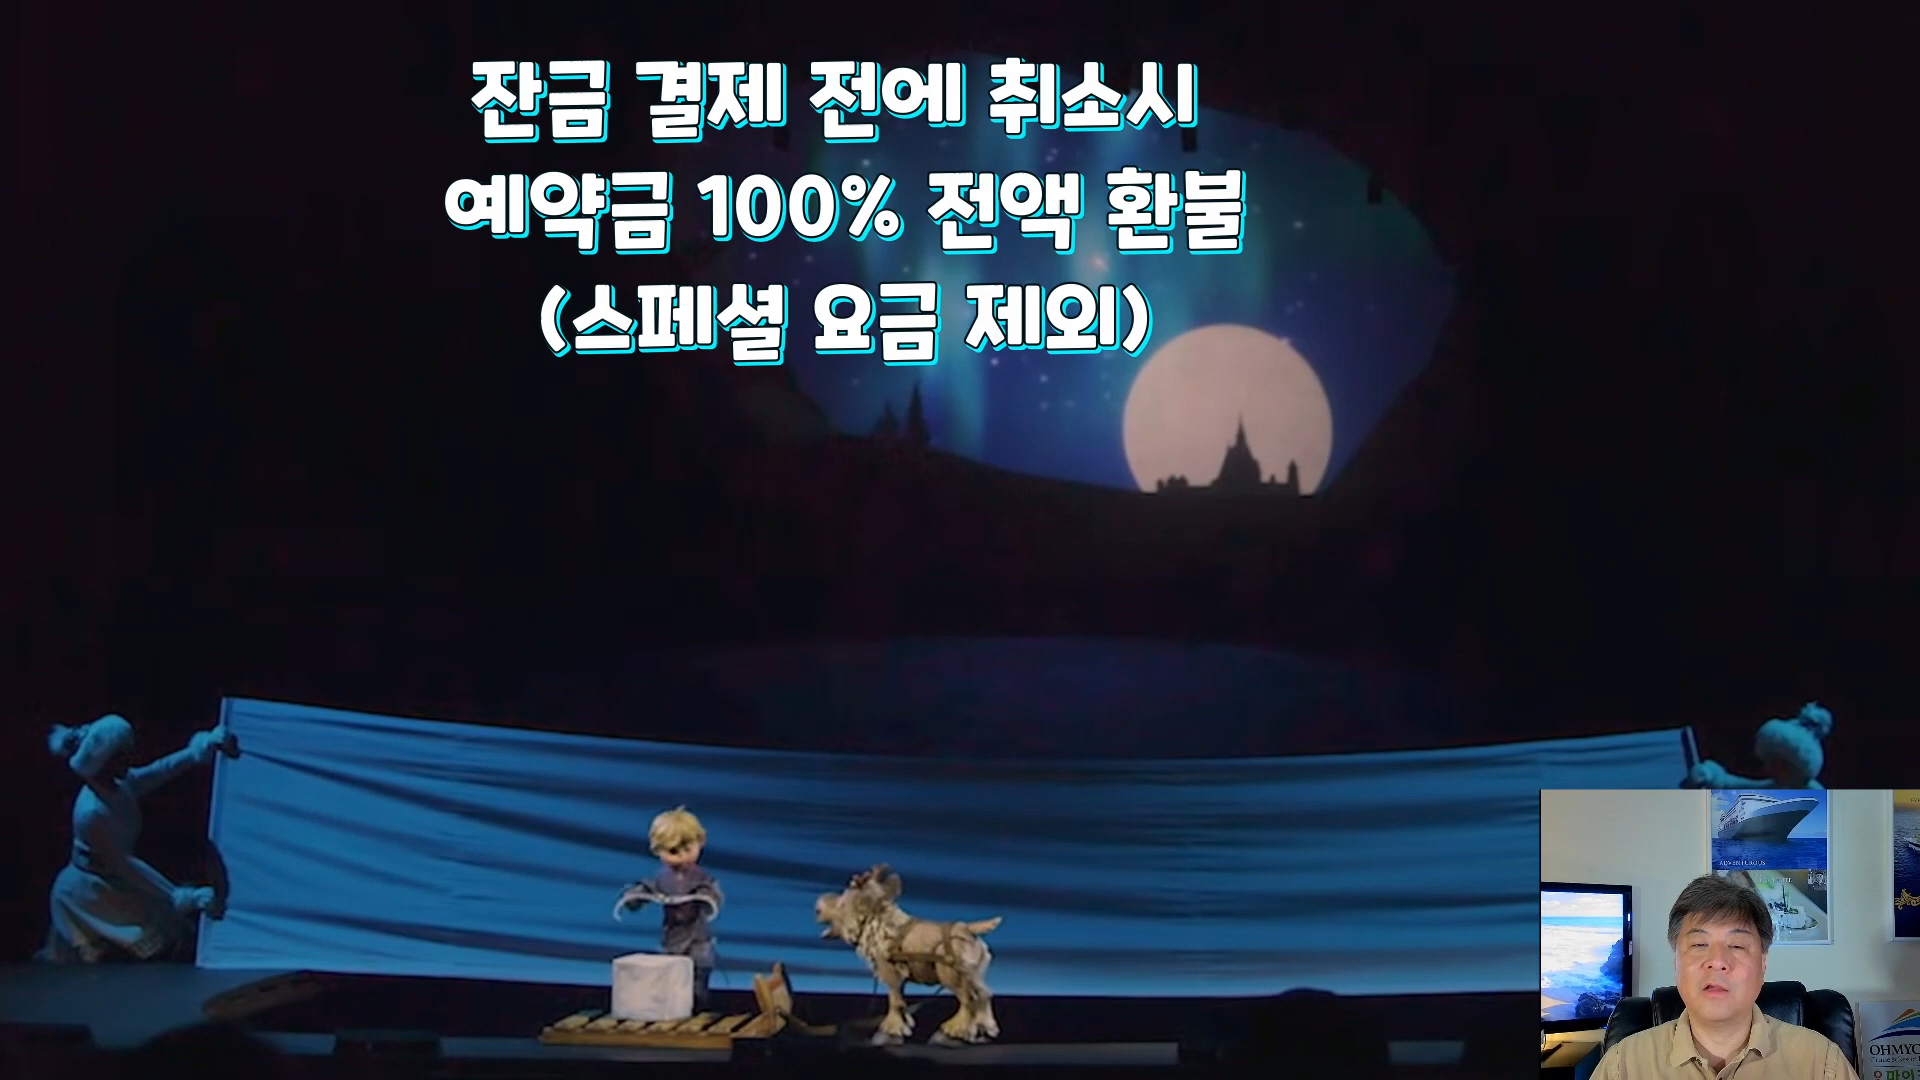 잔금 결제 전에 취소시
예약금 100% 전액 환불
(스페셜 요금 제외)
ADVENTUROUS